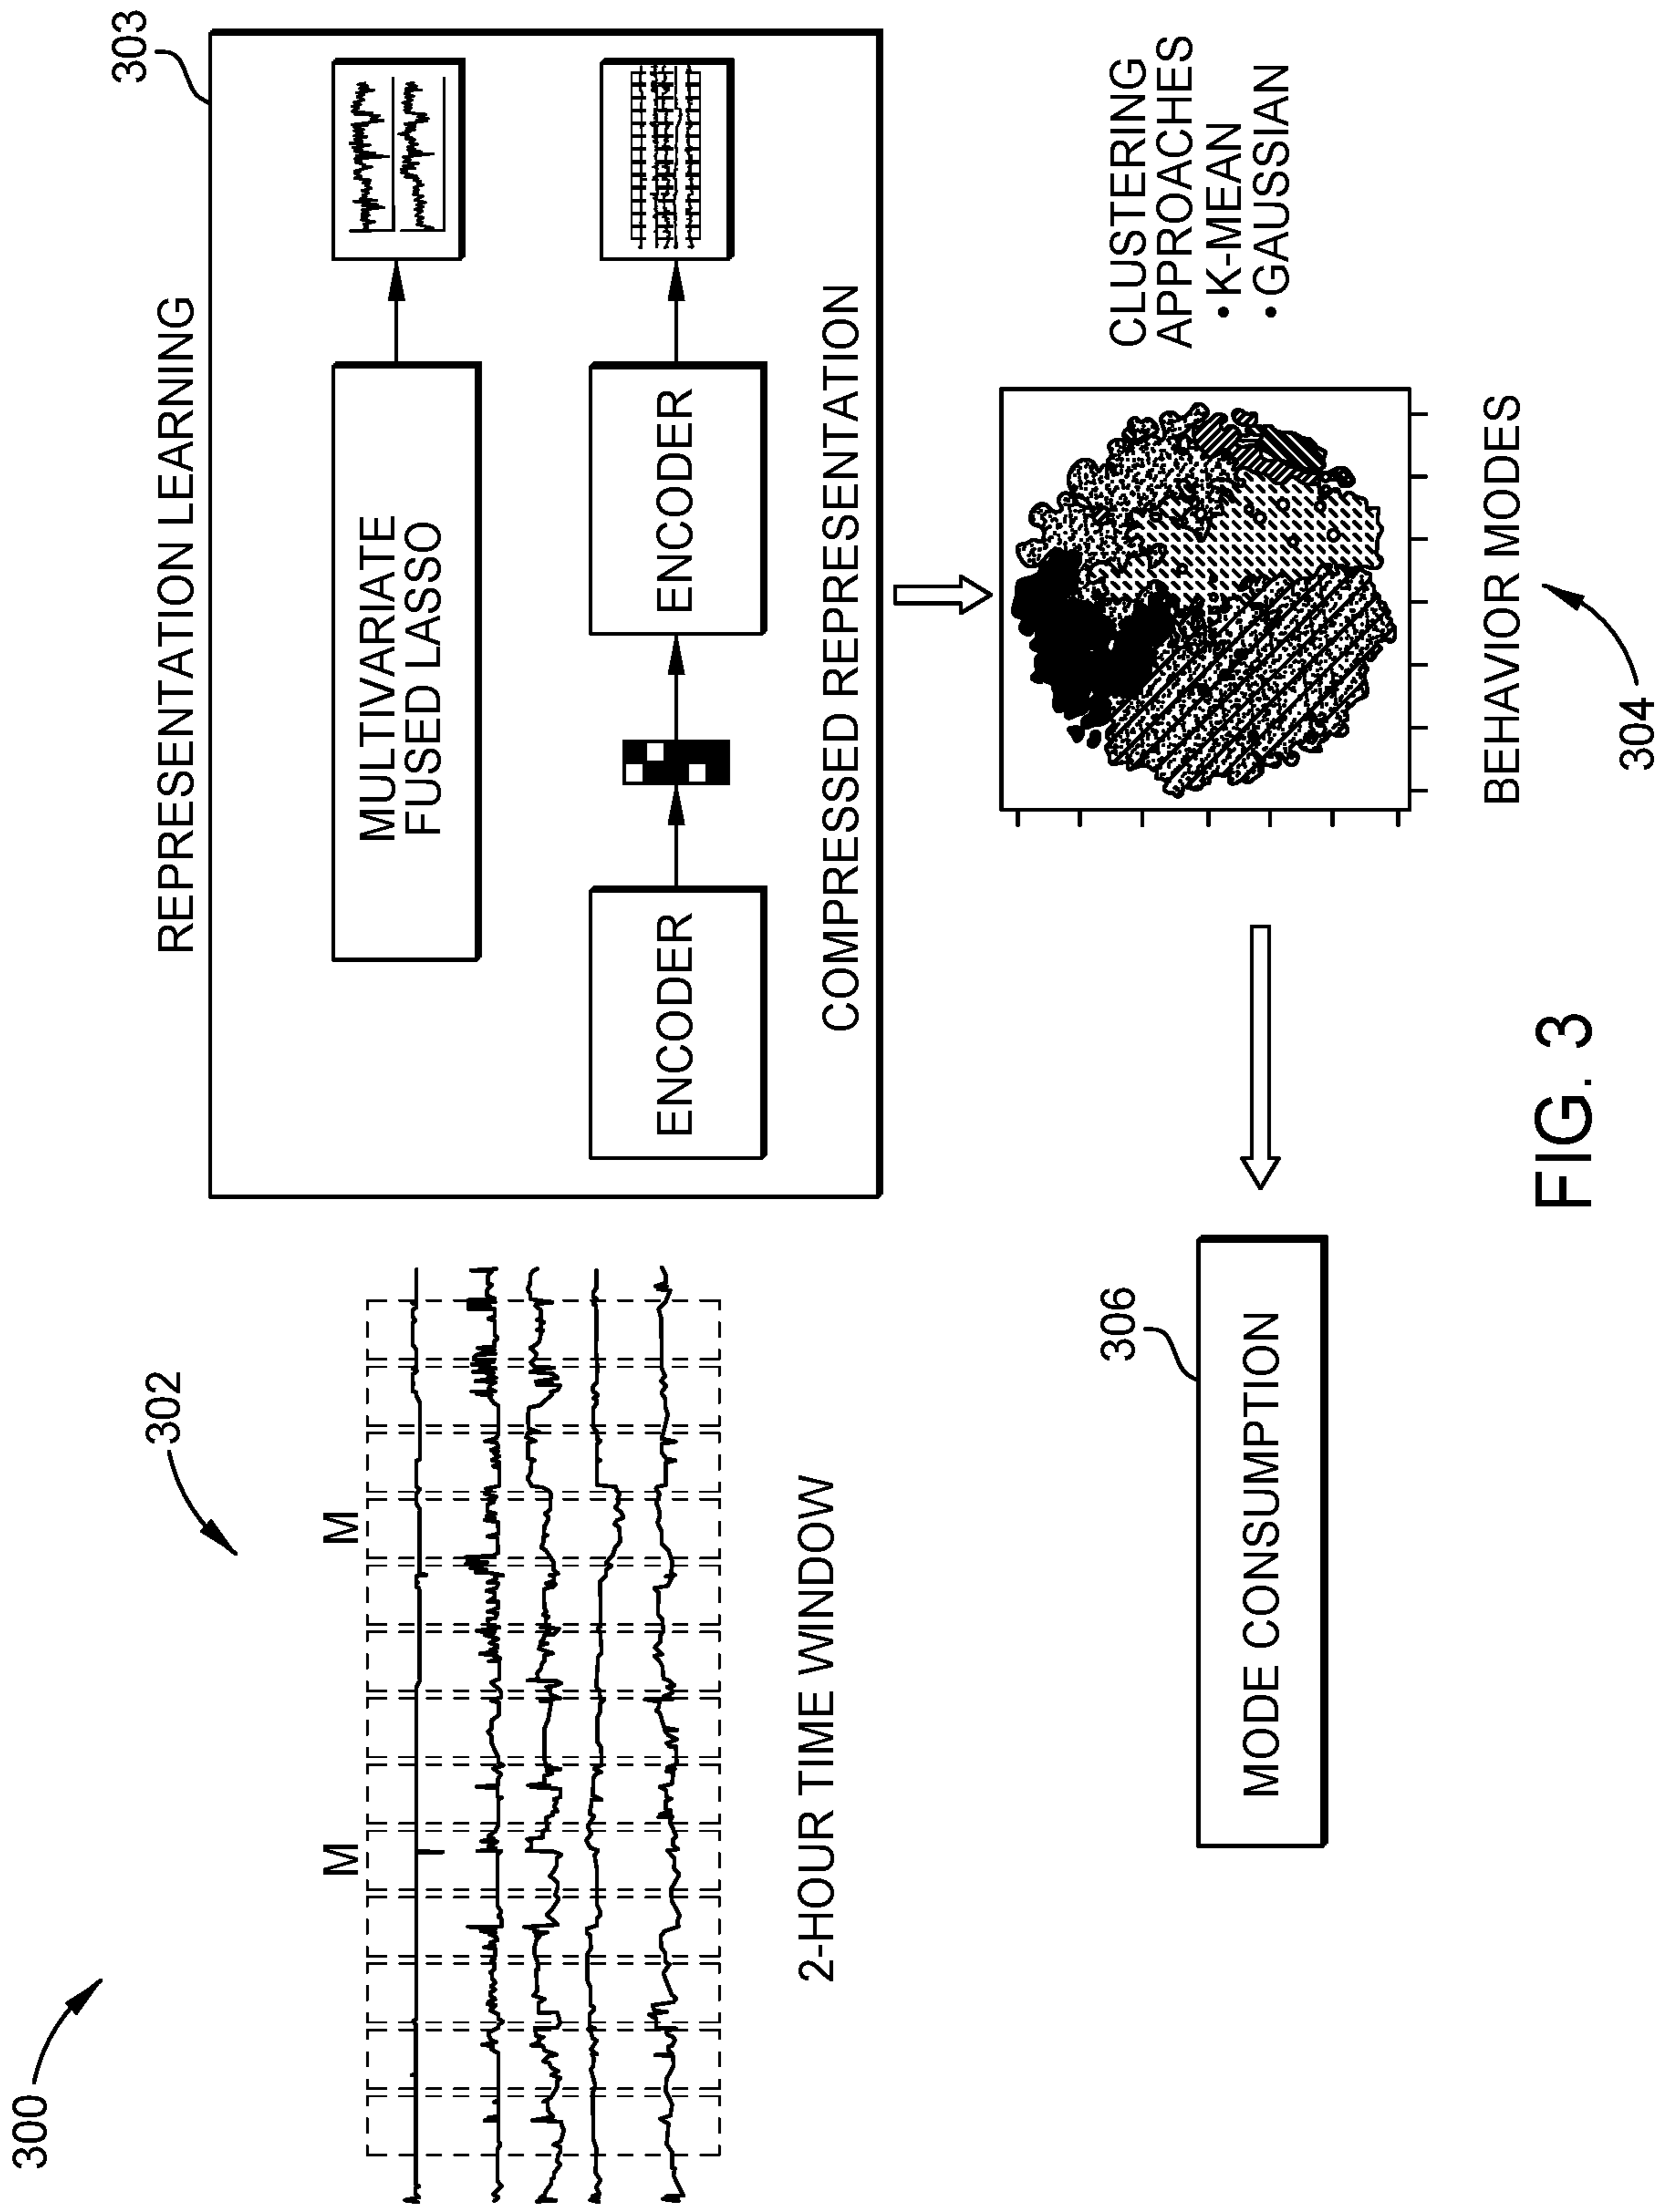 300
302
M
M
2-HOUR TIME WINDOW
REPRESENTATION LEARNING
303
MULTIVARIATE
FUSED LASSO
ENCODER
ENCODER
COMPRESSED REPRESENTATION
306
MODE CONSUMPTION
CLUSTERING
APPROACHES
• K-MEAN
• GAUSSIAN
BEHAVIOR MODES
304
FIG. 3